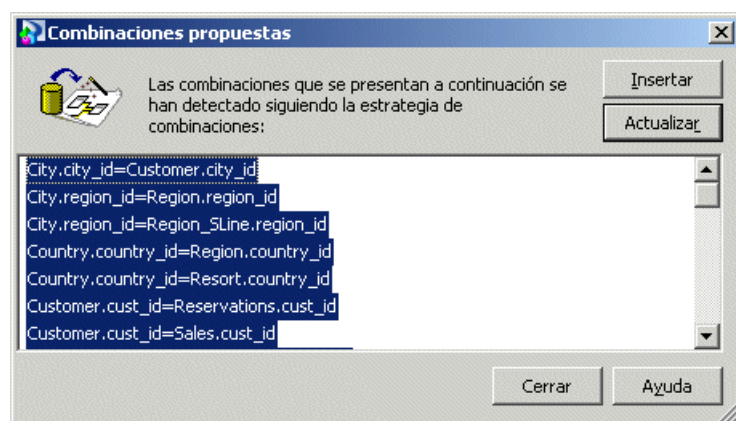 Combinaciones propuestas
Las combinaciones que se presentan a continuación se
han detectado siguiendo la estrategia de
combinaciones:
Insertar
Actualizar
City.city_id=Customer.city_id
City.region_id=Region.region_id
City.region_id=Region_SLine.region_id
Country.country_id=Region.country_id
Country.country_id=Resort.country_id
Customer.cust_id=Reservations.cust_id
Customer.cust_id=Sales.cust_id
Cerrar
Ayuda